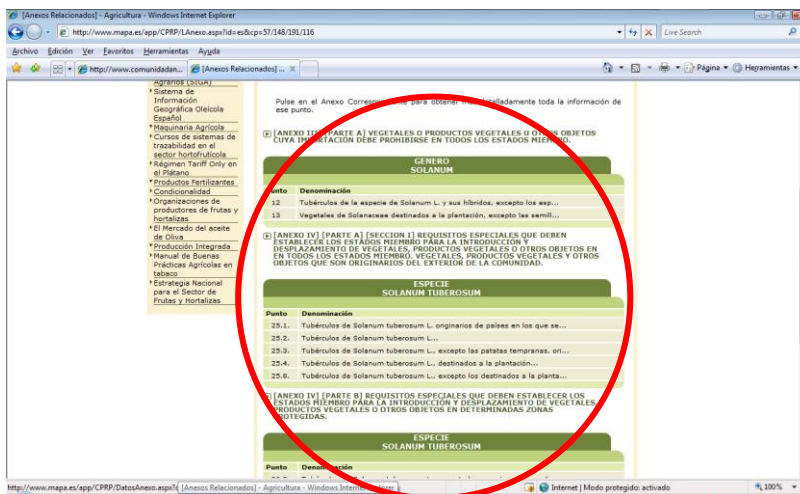 [Anexos Relacionados] - Agricultura - Windows Internet Explorer
http://www.mapa.es/app/CPRP/LAnexo.aspx?id=es&cp=57/148/191/116
Live Search
Archivo Edición Ver Favoritos Herramientas Ayuda
http://www.comunidadan...
[Anexos Relacionados] ...
Página
Herramientas
Agrarios (SIGA)
Sistema de
Información
Geográfica Oleícola
Español
Maquinaria Agrícola
Cursos de sistemas de
trazabilidad en el
sector hortofrutícola
Régimen Tariff Only en
el Plátano
Productos Fertilizantes
Condicionalidad
Organizaciones de
productores de frutas y
hortalizas
El Mercado del aceite
de Oliva
Producción Integrada
Manual de Buenas
Prácticas Agrícolas en
tabaco
Estrategia Nacional
para el Sector de
Frutas y Hortalizas
Pulse en el Anexo Correspondiente para obtener más detalladamente toda la información de
ese punto.
[ANEXO III] [PARTE A] VEGETALES O PRODUCTOS VEGETALES U OTROS OBJETOS
CUYA IMPORTACIÓN DEBE PROHIBIRSE EN TODOS LOS ESTADOS MIEMBRO.
GENERO
SOLANUM
Punto Denominación
12 Tubérculos de la especie de Solanum L. y sus híbridos, excepto los esp...
13 Vegetales de Solanaceae destinados a la plantación, excepto las semill...
[ANEXO IV] [PARTE A] [SECCION I] REQUISITOS ESPECIALES QUE DEBEN
ESTABLECER LOS ESTADOS MIEMBRO PARA LA INTRODUCCIÓN Y
DESPLAZAMIENTO DE VEGETALES, PRODUCTOS VEGETALES O OTROS OBJETOS EN
EN TODOS LOS ESTADOS MIEMBRO. VEGETALES, PRODUCTOS VEGETALES Y OTROS
OBJETOS QUE SON ORIGINARIOS DEL EXTERIOR DE LA COMUNIDAD.
ESPECIE
SOLANUM TUBEROSUM
Punto Denominación
25.1. Tubérculos de Solanum tuberosum L. originarios de países en los que se...
25.2. Tubérculos de Solanum tuberosum L...
25.3. Tubérculos de Solanum tuberosum L., excepto las patatas tempranas, ori...
25.4. Tubérculos de Solanum tuberosum L., destinados a la plantación...
25.8. Tubérculos de Solanum tuberosum L., excepto los destinados a la planta...
[ANEXO IV] [PARTE B] REQUISITOS ESPECIALES QUE DEBEN ESTABLECER LOS
ESTADOS MIEMBRO PARA LA INTRODUCCIÓN Y DESPLAZAMIENTO DE VEGETALES,
PRODUCTOS VEGETALES O OTROS OBJETOS EN DETERMINADAS ZONAS
PROTEGIDAS.
ESPECIE
SOLANUM TUBEROSUM
Punto Denominación
http://www.mapa.es/app/CPRP/DatosAnexo.aspx?
[Anexos Relacionados] - Agricultura - Windows Internet Explorer
Internet | Modo protegido: activado
100%